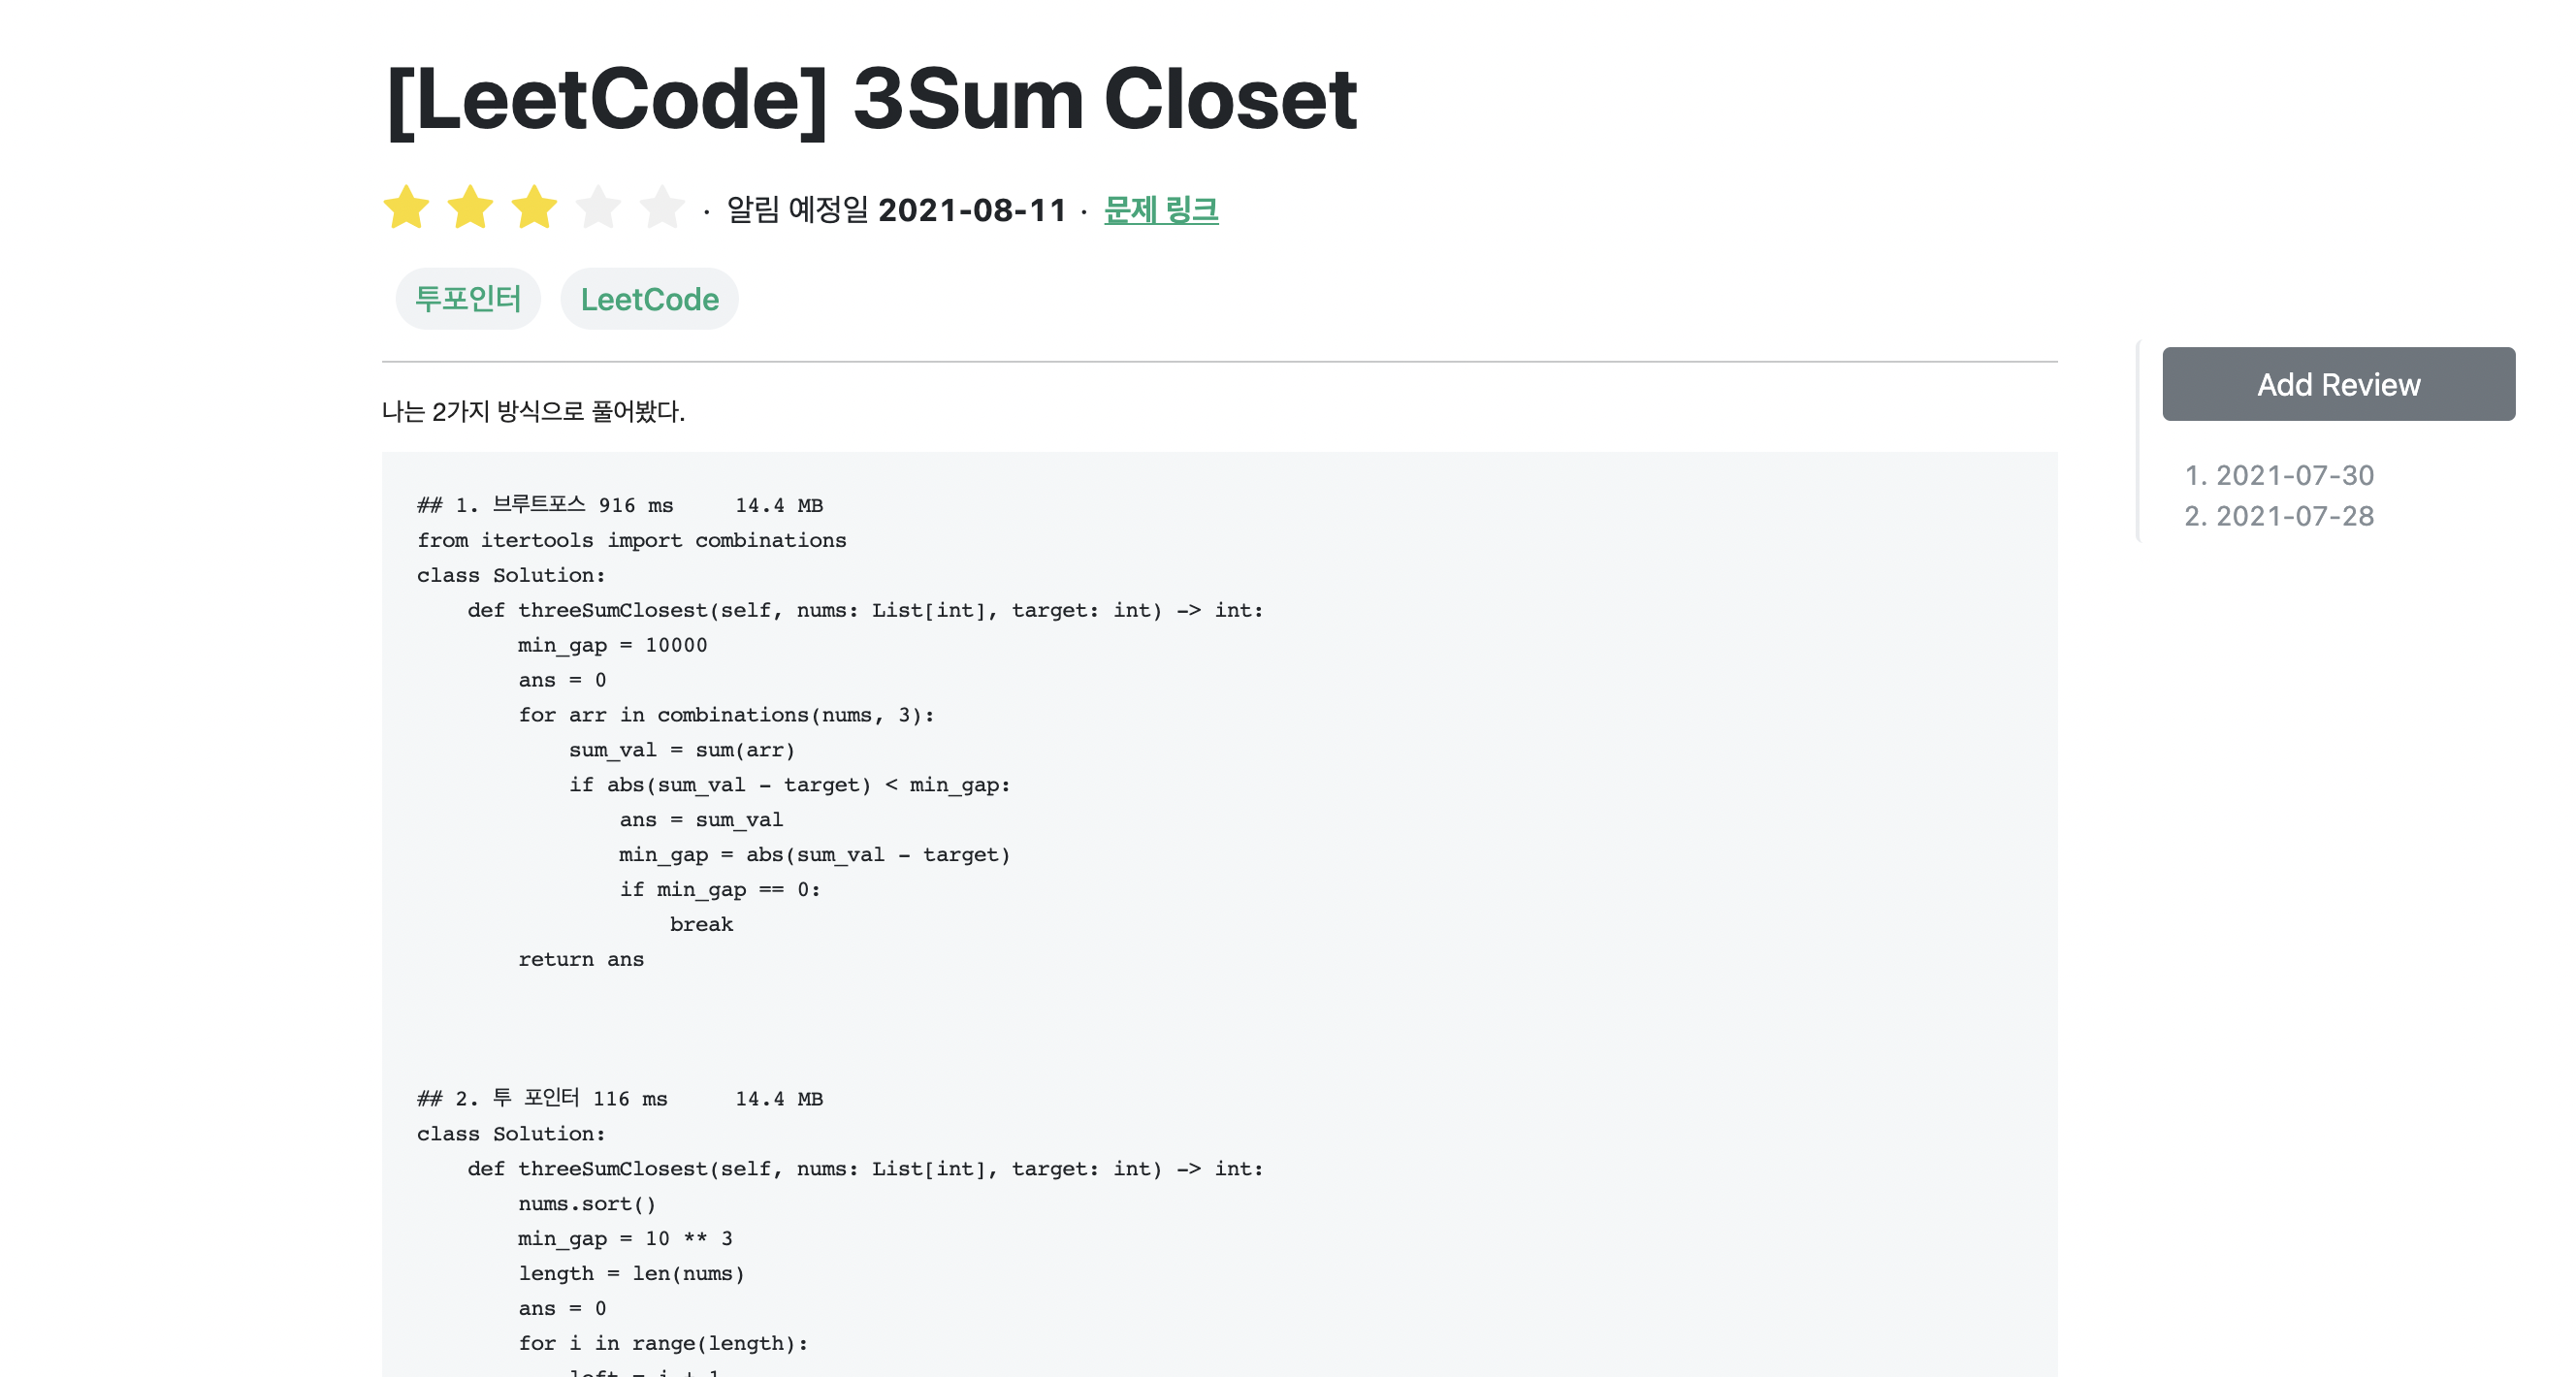 [LeetCode] 3Sum Closet
· 알림 예정일 2021-08-11 · 문제 링크
투포인터 LeetCode
나는 2가지 방식으로 풀어봤다.
## 1. 브루트포스 916 ms     14.4 MB
from itertools import combinations
class Solution:
    def threeSumClosest(self, nums: List[int], target: int) -> int:
        min_gap = 10000
        ans = 0
        for arr in combinations(nums, 3):
            sum_val = sum(arr)
            if abs(sum_val - target) < min_gap:
                ans = sum_val
                min_gap = abs(sum_val - target)
                if min_gap == 0:
                    break
        return ans
## 2. 투 포인터 116 ms     14.4 MB
class Solution:
    def threeSumClosest(self, nums: List[int], target: int) -> int:
        nums.sort()
        min_gap = 10 ** 3
        length = len(nums)
        ans = 0
        for i in range(length):
            left = i + 1
Add Review
1. 2021-07-30
2. 2021-07-28